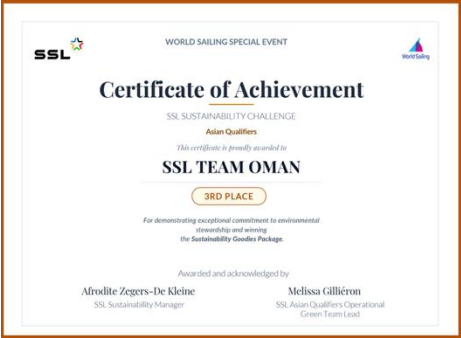 WORLD SAILING SPECIAL EVENT
SSL
World Sailing
Certificate of Achievement
SSL SUSTAINABILITY CHALLENGE
Asian Qualifiers
This certificate is proudly awarded to
SSL TEAM OMAN
3RD PLACE
For demonstrating exceptional commitment to environmental
stewardship and winning
the Sustainability Goodies Package.
Awarded and acknowledged by
Afrodite Zegers-De Kleine
Melissa Gilliéron
SSL Sustainability Manager
SSL Asian Qualifiers Operational
Green Team Lead